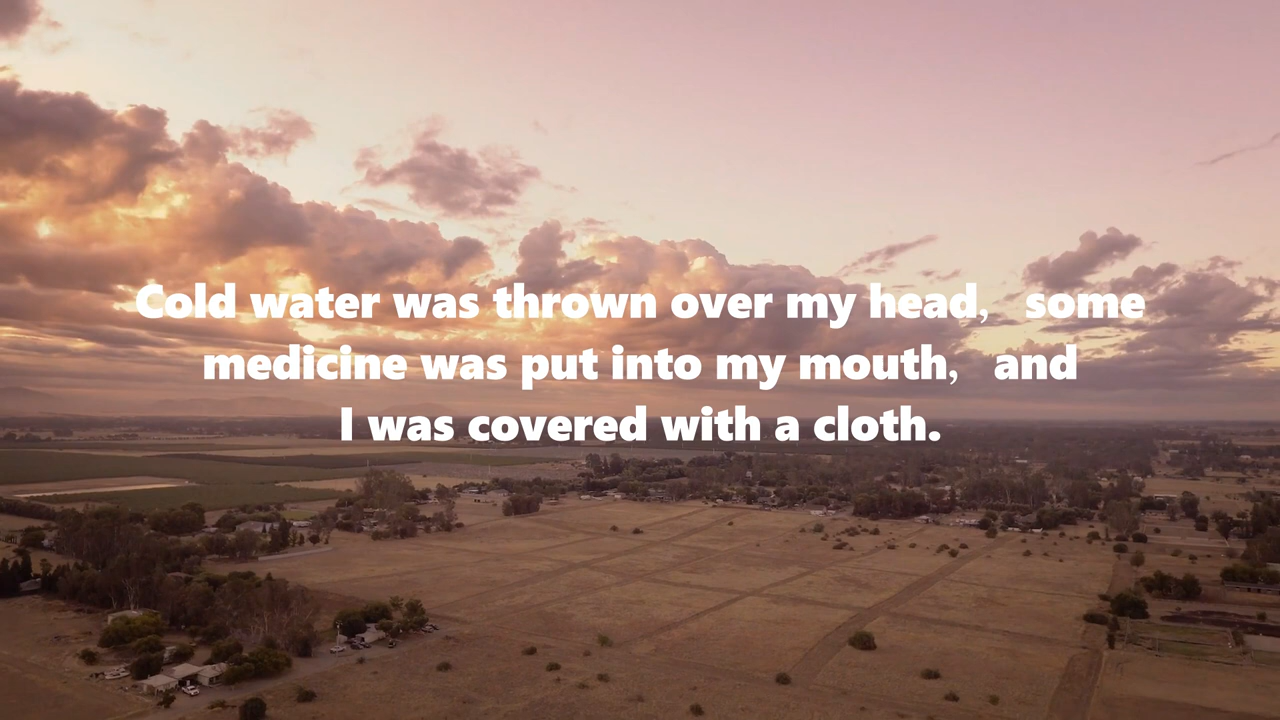 Cold water was thrown over my head, some
medicine was put into my mouth, and
I was covered with a cloth.